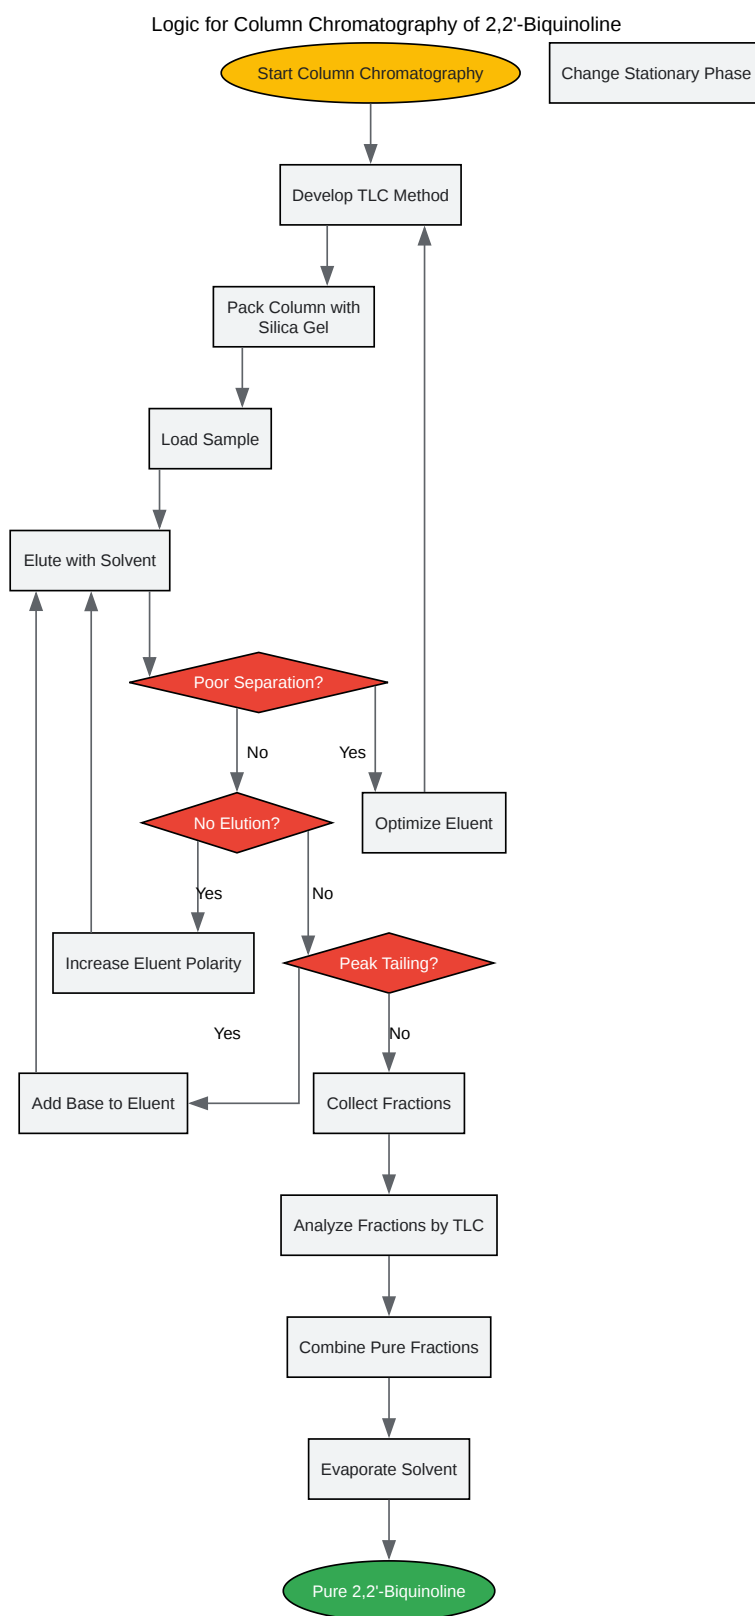 Logic for Column Chromatography of 2,2'-Biquinoline
Start Column Chromatography
Change Stationary Phase
Develop TLC Method
Pack Column with
Silica Gel
Load Sample
Elute with Solvent
Poor Separation?
No
Yes
No Elution?
Optimize Eluent
Yes
No
Increase Eluent Polarity
Peak Tailing?
Yes
No
Add Base to Eluent
Collect Fractions
Analyze Fractions by TLC
Combine Pure Fractions
Evaporate Solvent
Pure 2,2'-Biquinoline